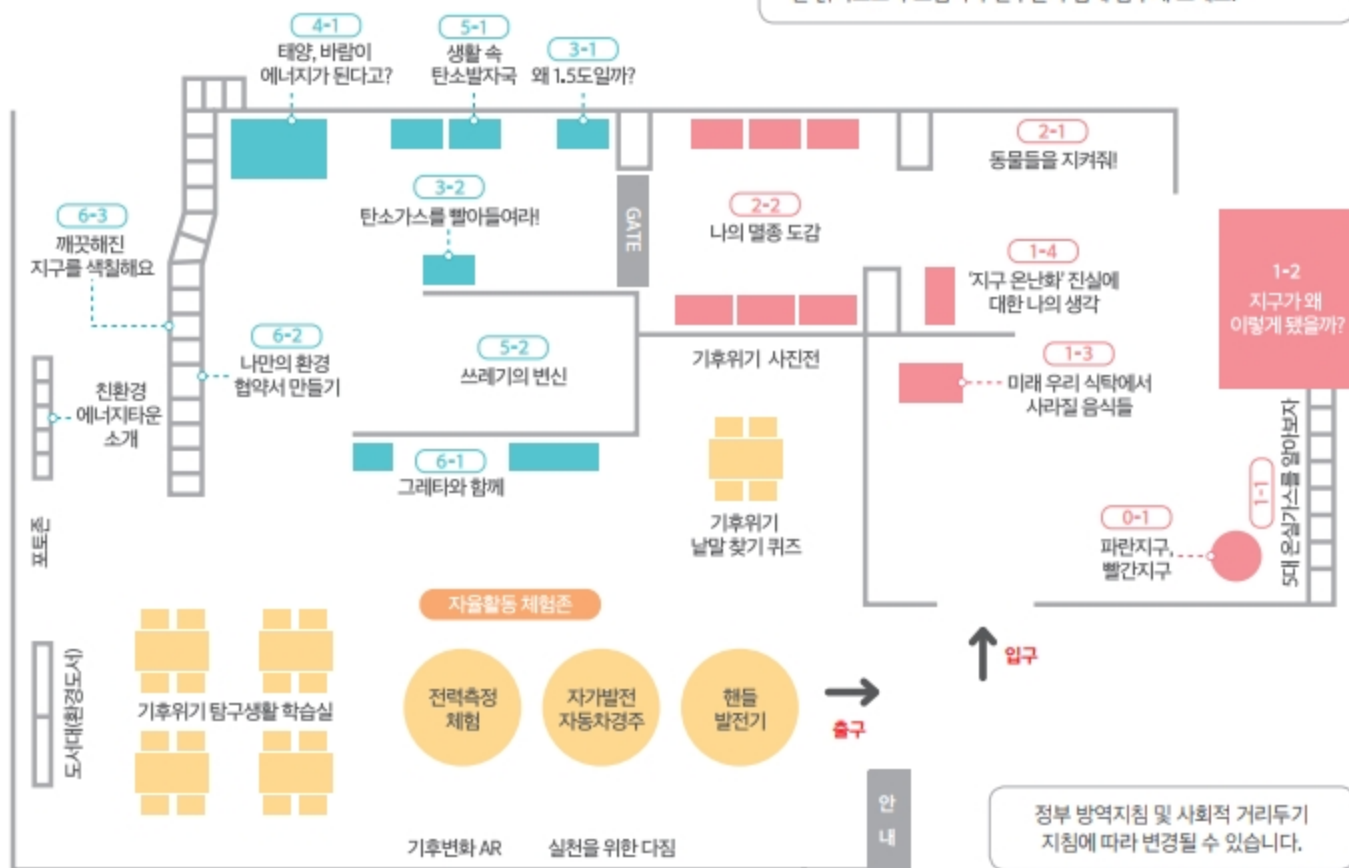 4-1
태양, 바람이
에너지가 된다고?
5-1
생활 속
탄소발자국
3-1
왜 1.5도일까?
2-1
동물들을 지켜줘!
3-2
탄소가스를 빨아들여라!
GATE
2-2
나의 멸종 도감
6-3
깨끗해진
지구를 색칠해요
1-4
'지구 온난화' 진실에
대한 나의 생각
1-2
지구가 왜
이렇게 됐을까?
6-2
나만의 환경
협약서 만들기
5-2
쓰레기의 변신
기후위기 사진전
1-3
미래 우리 식탁에서
사라질 음식들
친환경
에너지타운
소개
6-1
그레타와 함께
1-1
5대 온실가스를 알아보자
포토존
기후위기
낱말 찾기 퀴즈
0-1
파란지구,
빨간지구
자율활동 체험존
입구
도서대(환경도서)
기후위기 탐구생활 학습실
전력측정
체험
자가발전
자동차경주
핸들
발전기
출구
안
내
정부 방역지침 및 사회적 거리두기
지침에 따라 변경될 수 있습니다.
기후변화 AR
실천을 위한 다짐